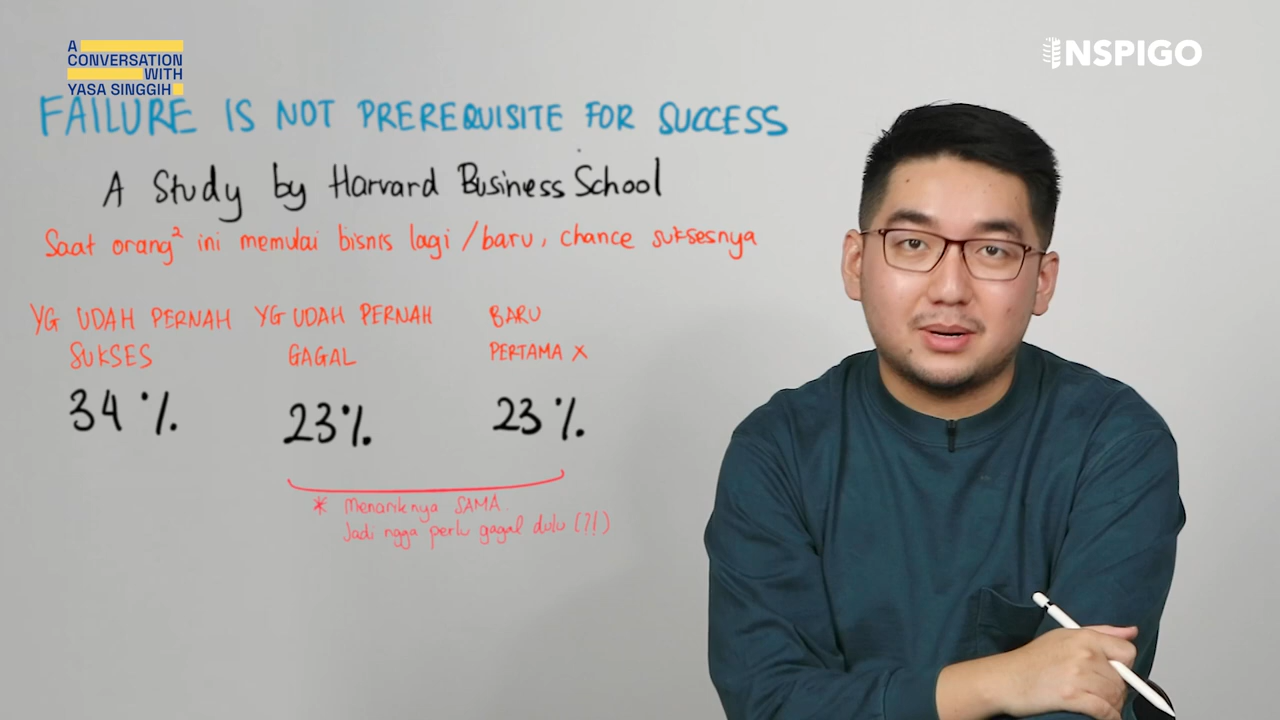 A
CONVERSATION
WITH
YASA SINGGIH
INSPIGO
FAILURE IS NOT PREREQUISITE FOR SUCCESS
A Study by Harvard Business School
Saat orang² ini memulai bisnis lagi / baru, chance suksesnya
YG UDAH PERNAH SUKSES
34 %
YG UDAH PERNAH GAGAL
23%
BARU PERTAMA X
23 %
* Menariknya SAMA
Jadi ngga perlu gagal dulu (?!)